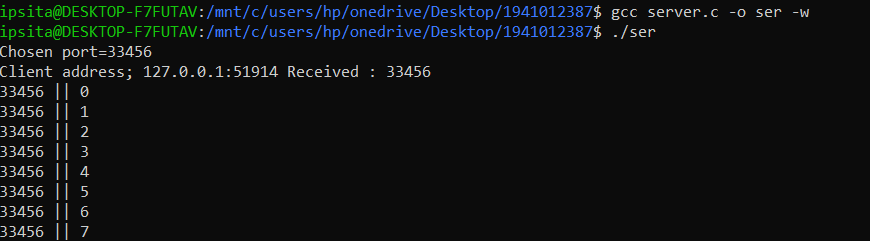 ipsita@DESKTOP-F7FUTAV:/mnt/c/users/hp/onedrive/Desktop/1941012387$ gcc server.c -o ser -w
ipsita@DESKTOP-F7FUTAV:/mnt/c/users/hp/onedrive/Desktop/1941012387$ ./ser
Chosen port=33456
Client address; 127.0.0.1:51914 Received : 33456
33456 || 0
33456 || 1
33456 || 2
33456 || 3
33456 || 4
33456 || 5
33456 || 6
33456 || 7